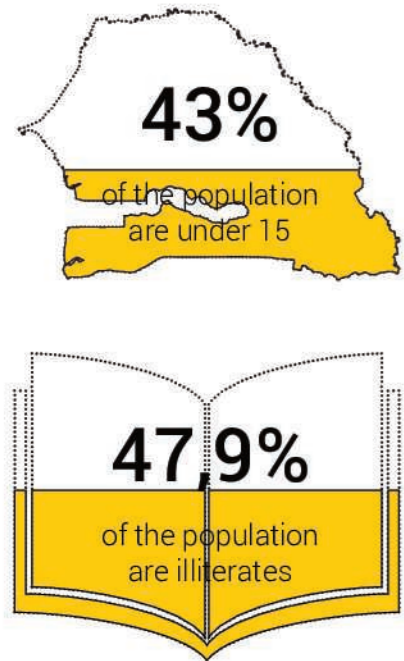 43%
of the population
are under 15
47,9%
of the population
are illiterates